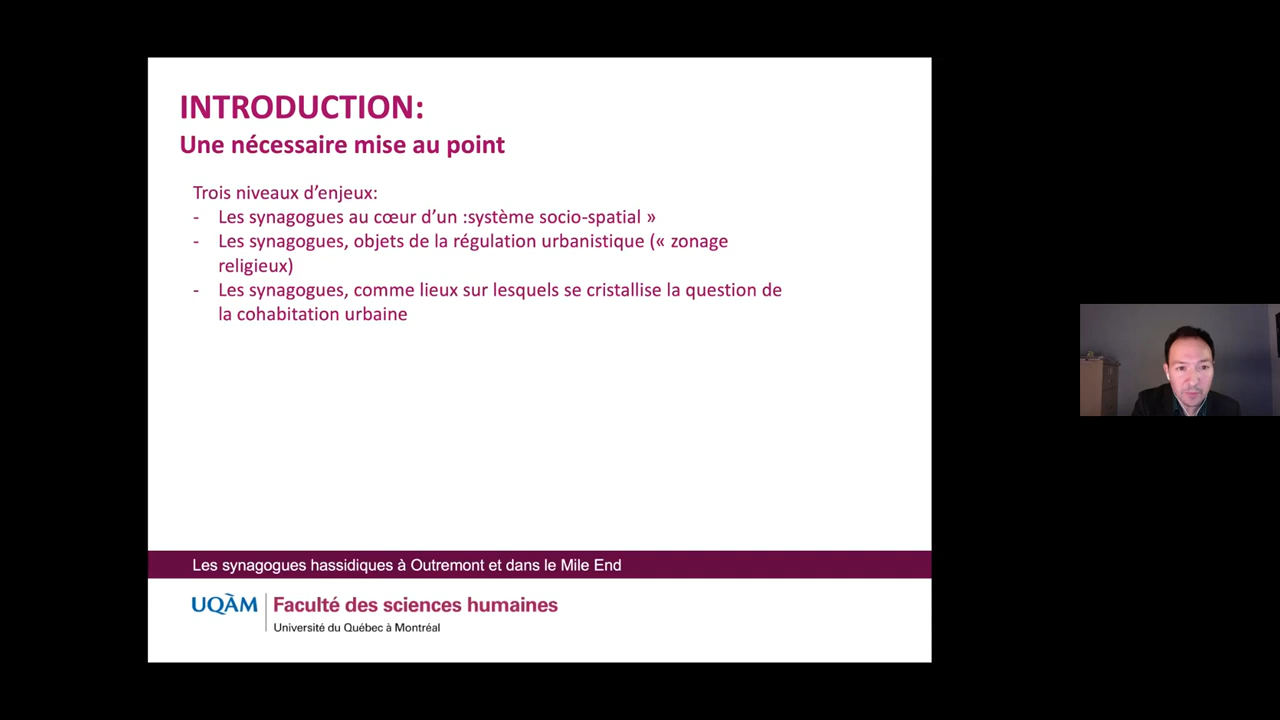 INTRODUCTION:
Une nécessaire mise au point
Trois niveaux d’enjeux:
- Les synagogues au cœur d’un :système socio-spatial »
- Les synagogues, objets de la régulation urbanistique (« zonage
religieux)
- Les synagogues, comme lieux sur lesquels se cristallise la question de
la cohabitation urbaine
Les synagogues hassidiques à Outremont et dans le Mile End
UQÀM Faculté des sciences humaines
Université du Québec à Montréal